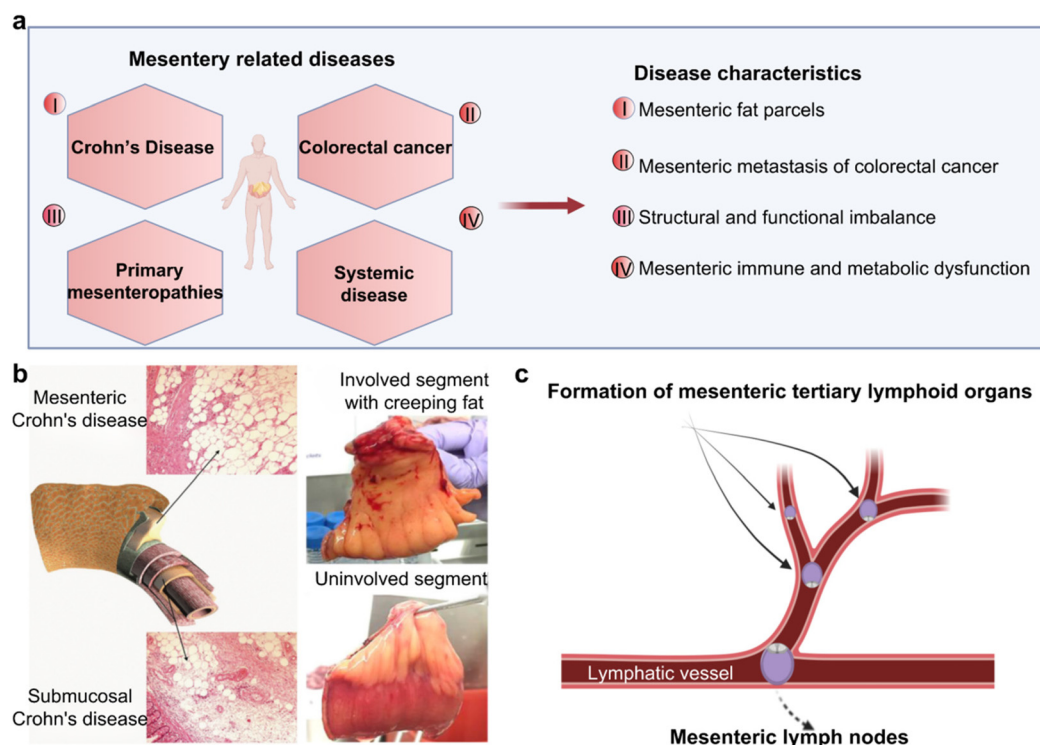 a
Mesentery related diseases
I
Crohn's Disease
II
Colorectal cancer
III
Primary
mesenteropathies
IV
Systemic
disease
Disease characteristics
I Mesenteric fat parcels
II Mesenteric metastasis of colorectal cancer
III Structural and functional imbalance
IV Mesenteric immune and metabolic dysfunction
b
Mesenteric
Crohn's disease
Submucosal
Crohn's disease
Involved segment
with creeping fat
Uninvolved segment
c
Formation of mesenteric tertiary lymphoid organs
Lymphatic vessel
Mesenteric lymph nodes